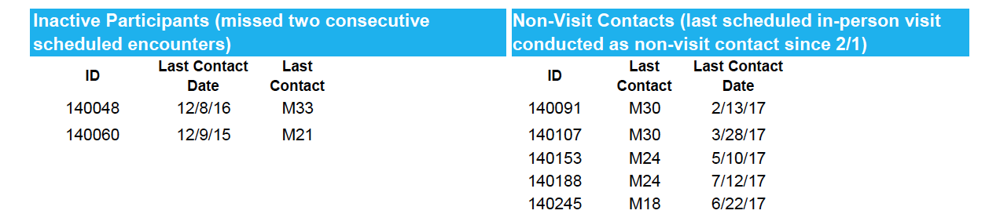 Inactive Participants (missed two consecutive
scheduled encounters)
ID Last Contact Date Last Contact
140048 12/8/16 M33
140060 12/9/15 M21
Non-Visit Contacts (last scheduled in-person visit
conducted as non-visit contact since 2/1)
ID Last Contact Last Contact Date
140091 M30 2/13/17
140107 M30 3/28/17
140153 M24 5/10/17
140188 M24 7/12/17
140245 M18 6/22/17